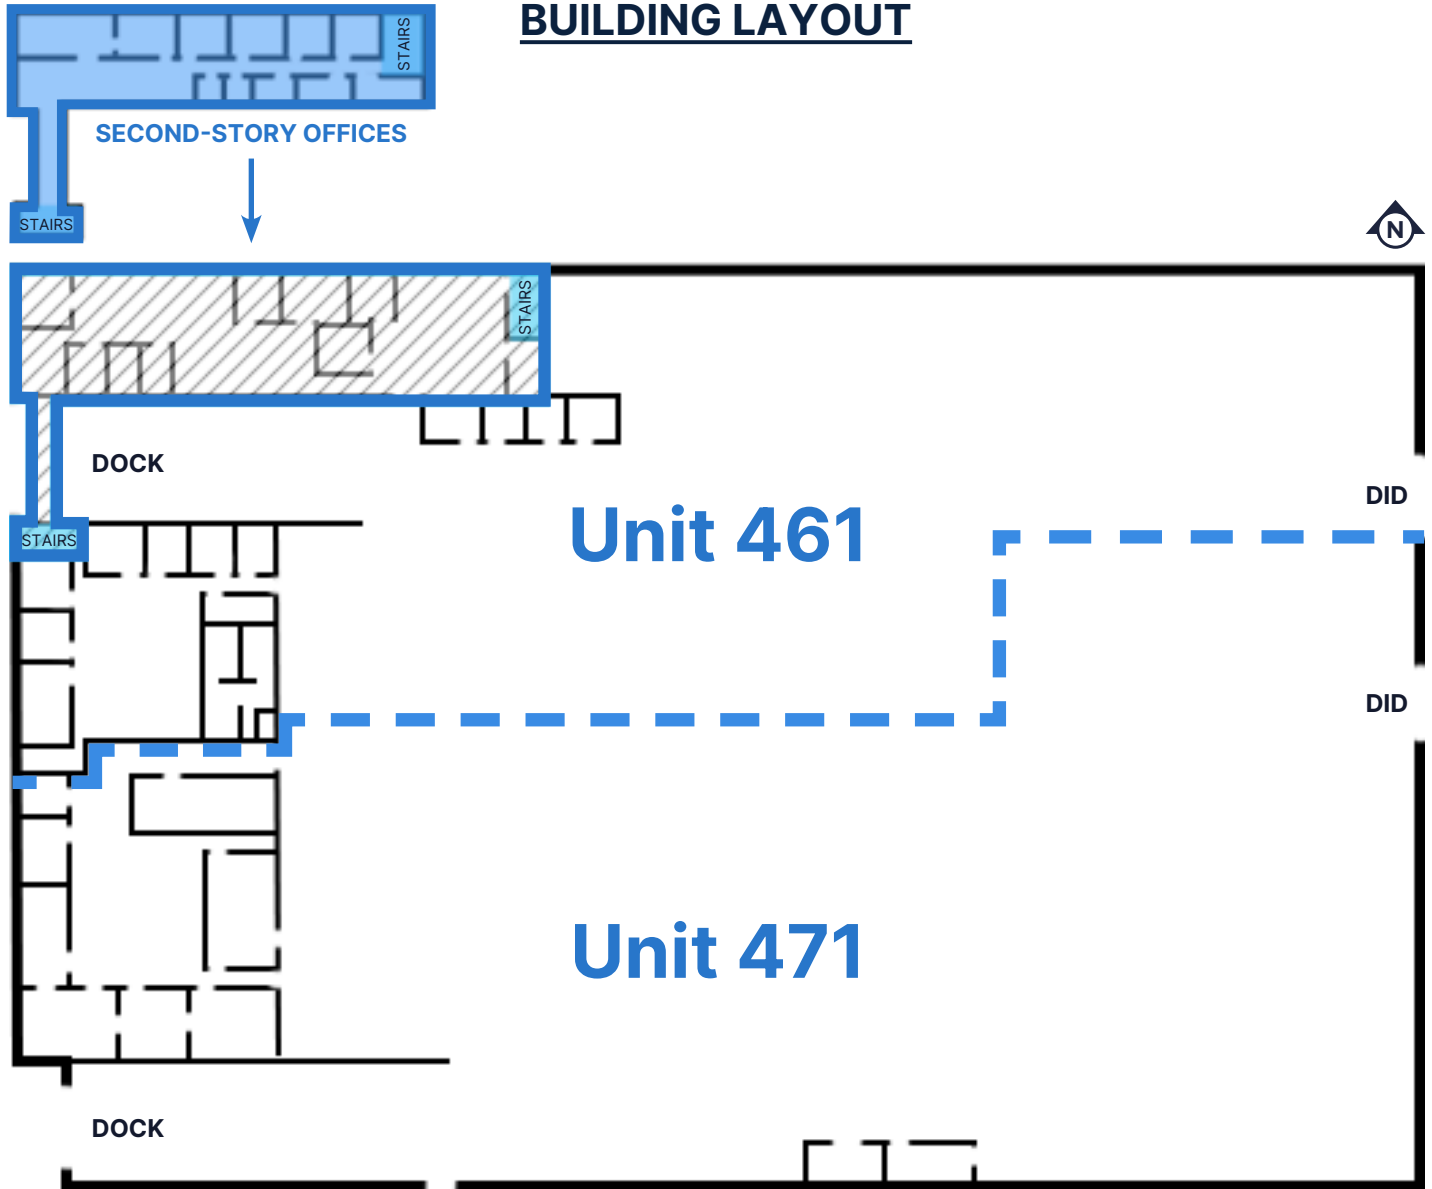 BUILDING LAYOUT
STAIRS
SECOND-STORY OFFICES
STAIRS
N
STAIRS
DOCK
DID
Unit 461
STAIRS
DID
Unit 471
DOCK